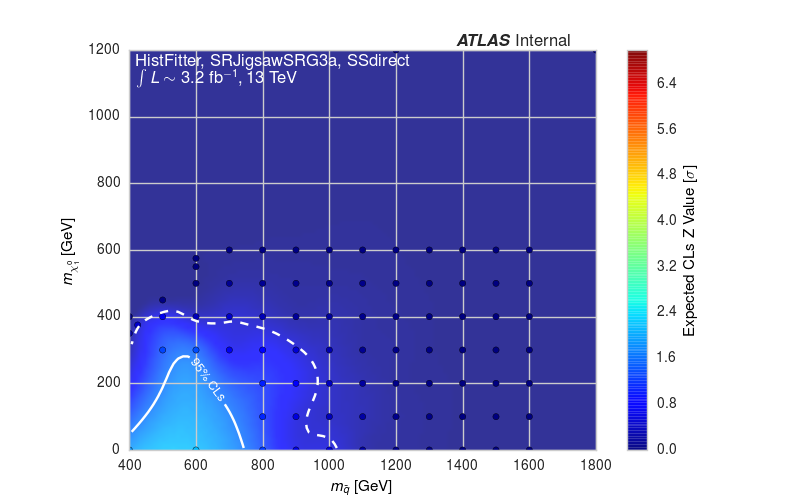 ATLAS Internal
HistFitter, SRJigsawSRG3a, SSdirect
∫ L ∼ 3.2 fb⁻¹, 13 TeV
1200
1000
800
600
400
200
0
m_χ̃₁⁰ [GeV]
95% CLs
400 600 800 1000 1200 1400 1600 1800
m_q̃ [GeV]
6.4
5.6
4.8
4.0
3.2
2.4
1.6
0.8
0.0
Expected CLs Z Value [σ]